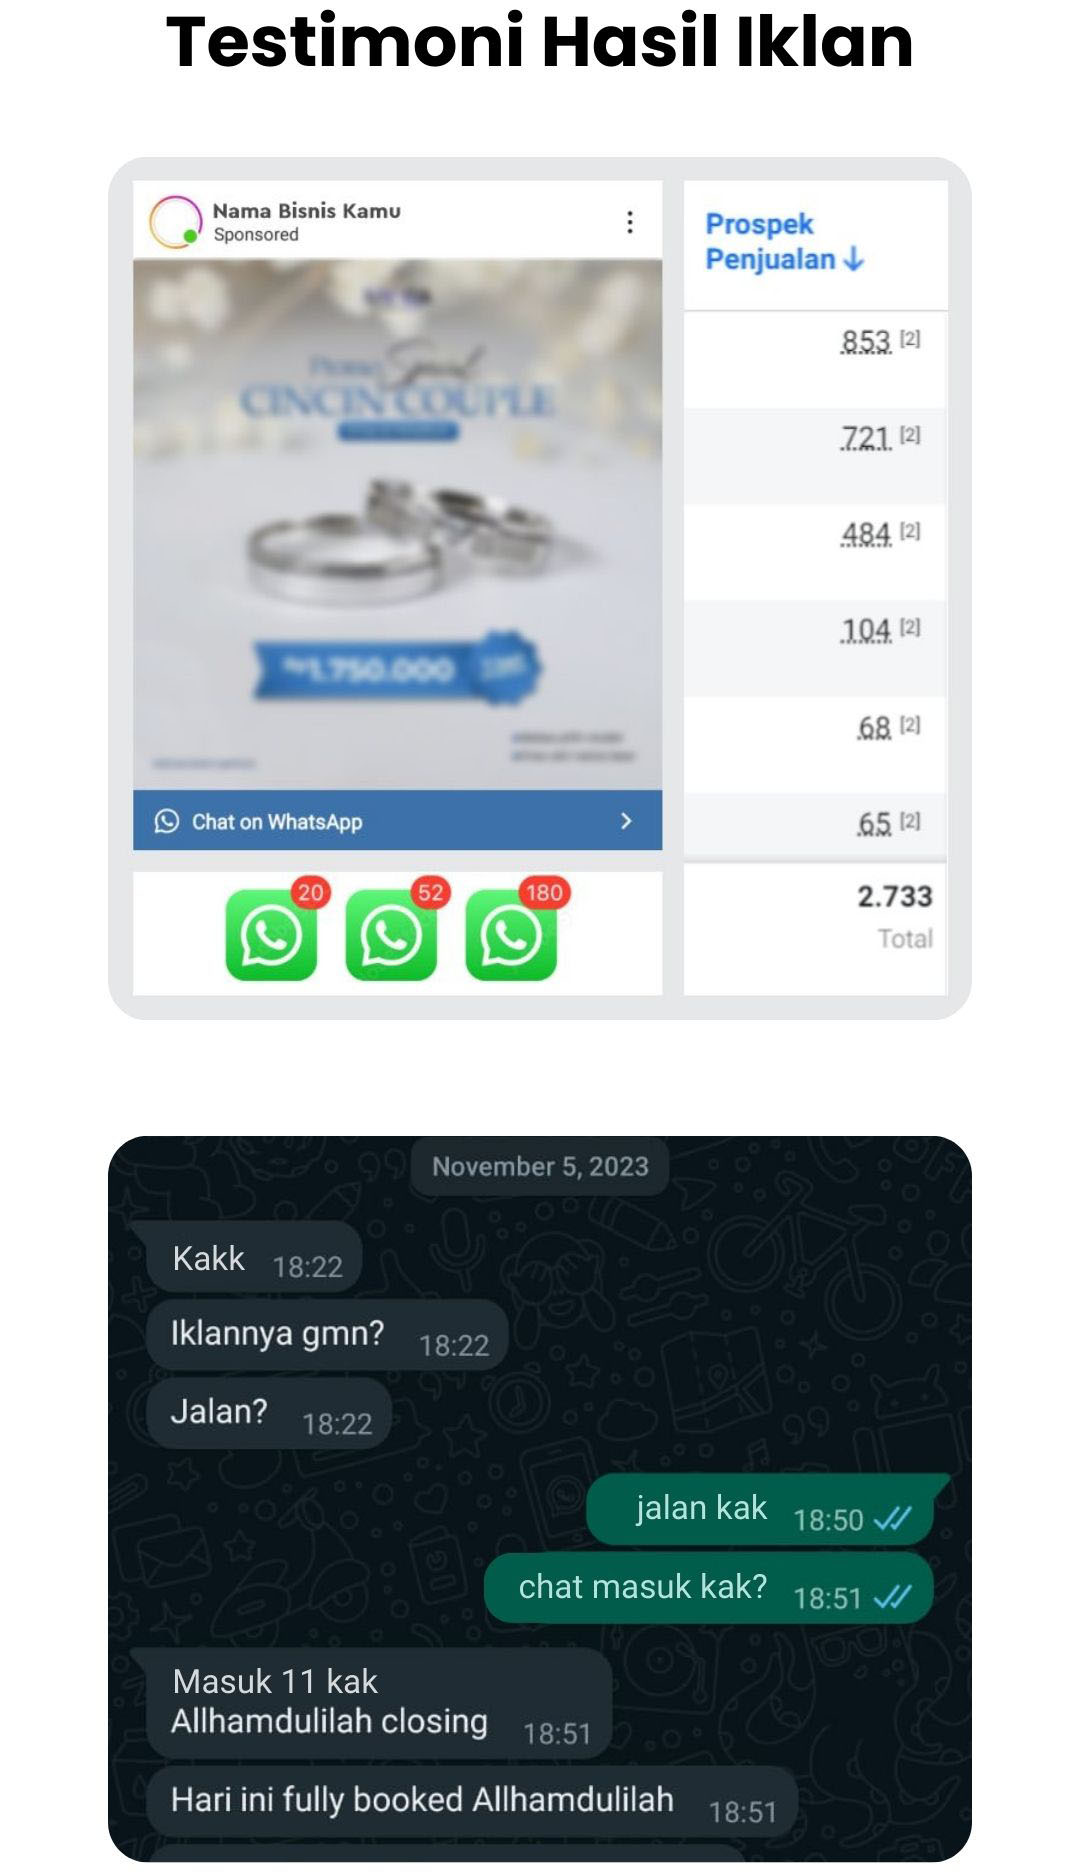 Testimoni Hasil Iklan
Nama Bisnis Kamu
Sponsored
CINCIN COUPLE
1.750.000
Chat on WhatsApp
20
52
180
Prospek
Penjualan ↓
853 [2]
721 [2]
484 [2]
104 [2]
68 [2]
65 [2]
2.733
Total
November 5, 2023
Kakk 18:22
Iklannya gmn? 18:22
Jalan? 18:22
jalan kak 18:50
chat masuk kak? 18:51
Masuk 11 kak
Allhamdulilah closing 18:51
Hari ini fully booked Allhamdulilah 18:51